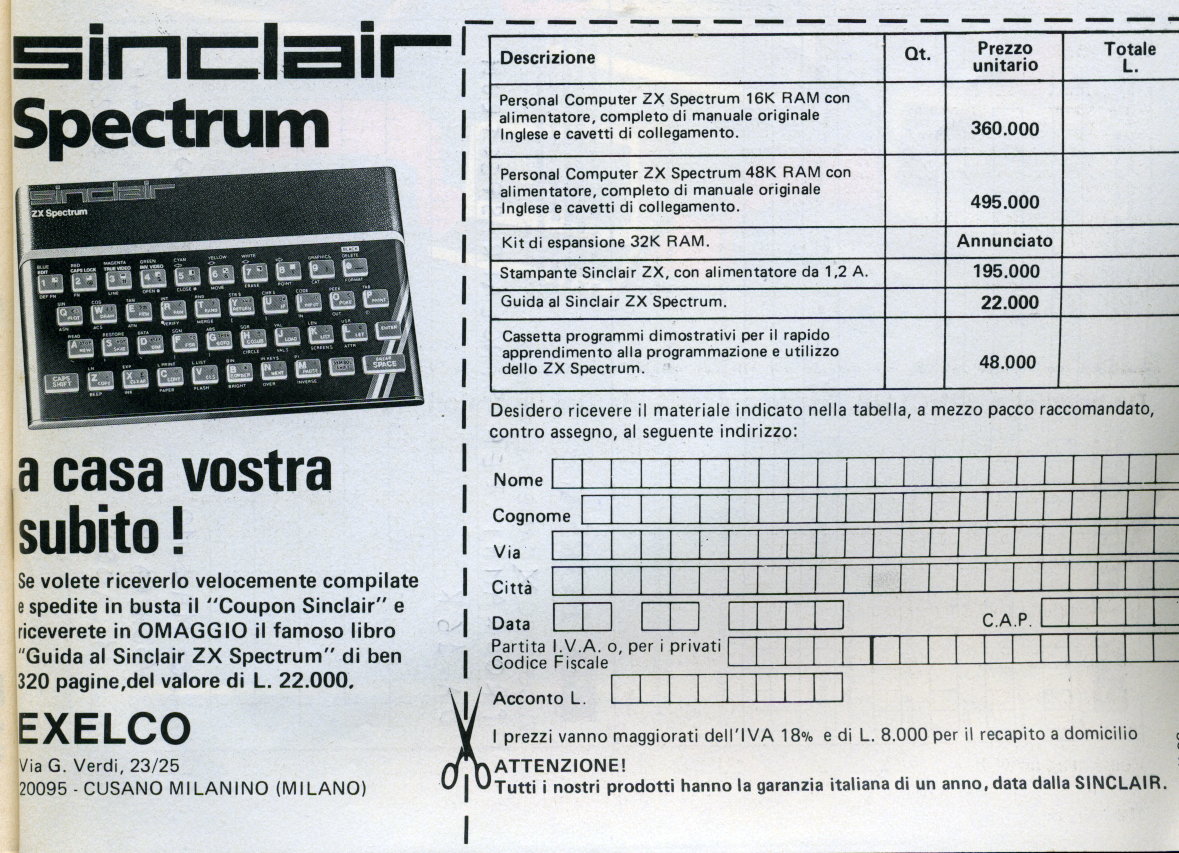 sinclair
Spectrum
sinclair
ZX Spectrum
a casa vostra
subito !
Se volete riceverlo velocemente compilate
e spedite in busta il "Coupon Sinclair" e
riceverete in OMAGGIO il famoso libro
"Guida al Sinclair ZX Spectrum" di ben
320 pagine, del valore di L. 22.000.
EXELCO
Via G. Verdi, 23/25
20095 - CUSANO MILANINO (MILANO)
Descrizione Qt. Prezzo unitario Totale L.
Personal Computer ZX Spectrum 16K RAM con
alimentatore, completo di manuale originale
Inglese e cavetti di collegamento. 360.000
Personal Computer ZX Spectrum 48K RAM con
alimentatore, completo di manuale originale
Inglese e cavetti di collegamento. 495.000
Kit di espansione 32K RAM. Annunciato
Stampante Sinclair ZX, con alimentatore da 1,2 A. 195.000
Guida al Sinclair ZX Spectrum. 22.000
Cassetta programmi dimostrativi per il rapido
apprendimento alla programmazione e utilizzo
dello ZX Spectrum. 48.000
Desidero ricevere il materiale indicato nella tabella, a mezzo pacco raccomandato,
contro assegno, al seguente indirizzo:
Nome
Cognome
Via
Città
Data C.A.P.
Partita I.V.A. o, per i privati
Codice Fiscale
Acconto L.
I prezzi vanno maggiorati dell'IVA 18% e di L. 8.000 per il recapito a domicilio
ATTENZIONE!
Tutti i nostri prodotti hanno la garanzia italiana di un anno, data dalla SINCLAIR.